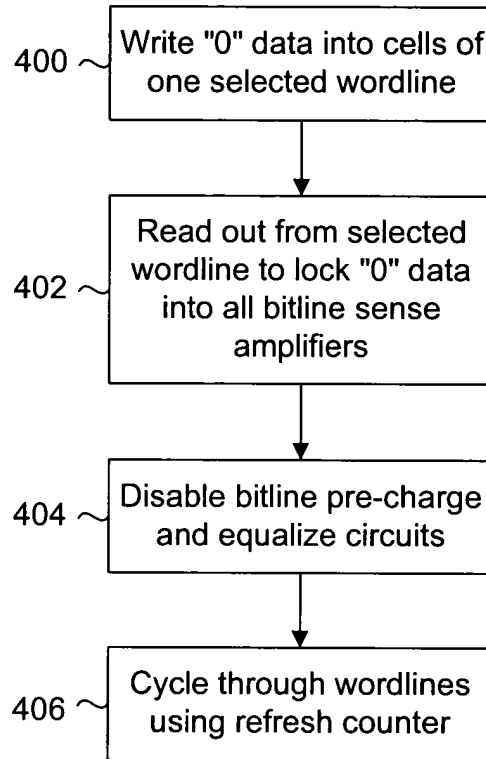 400
Write "0" data into cells of
one selected wordline
402
Read out from selected
wordline to lock "0" data
into all bitline sense
amplifiers
404
Disable bitline pre-charge
and equalize circuits
406
Cycle through wordlines
using refresh counter